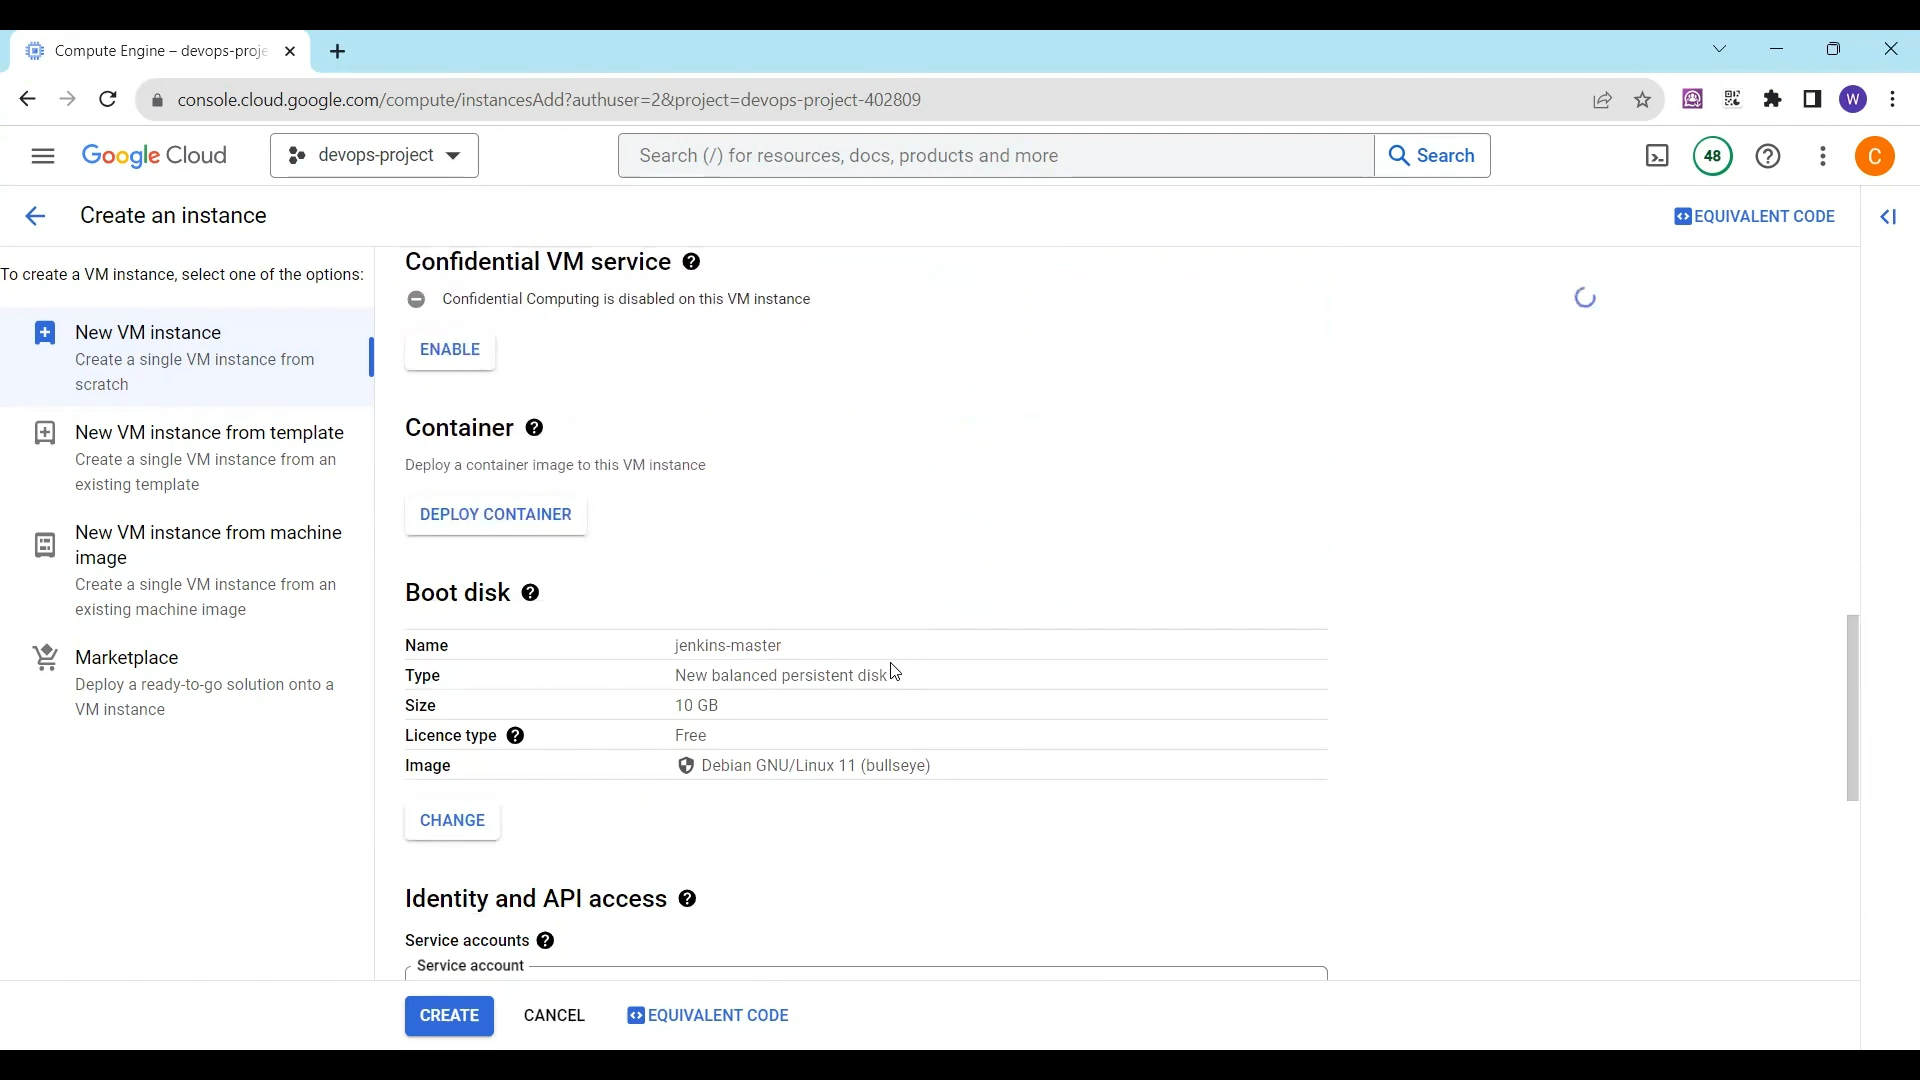 Compute Engine – devops-proje
console.cloud.google.com/compute/instancesAdd?authuser=2&project=devops-project-402809
W
Google Cloud
devops-project
Search (/) for resources, docs, products and more
Search
48
C
Create an instance
EQUIVALENT CODE
To create a VM instance, select one of the options:
New VM instance
Create a single VM instance from
scratch
New VM instance from template
Create a single VM instance from an
existing template
New VM instance from machine
image
Create a single VM instance from an
existing machine image
Marketplace
Deploy a ready-to-go solution onto a
VM instance
Confidential VM service
Confidential Computing is disabled on this VM instance
ENABLE
Container
Deploy a container image to this VM instance
DEPLOY CONTAINER
Boot disk
Name jenkins-master
Type New balanced persistent disk
Size 10 GB
Licence type Free
Image Debian GNU/Linux 11 (bullseye)
CHANGE
Identity and API access
Service accounts
Service account
CREATE CANCEL EQUIVALENT CODE